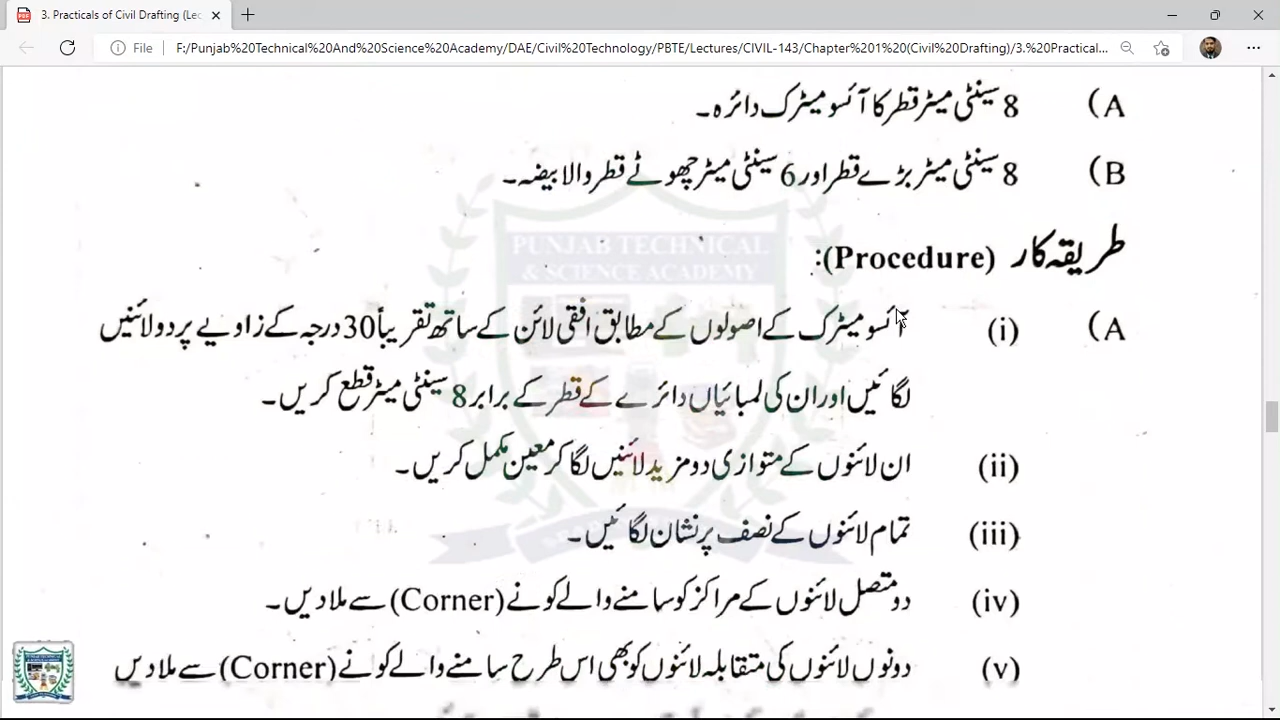 3. Practicals of Civil Drafting (Lec
File
F:/Punjab%20Technical%20And%20Science%20Academy/DAE/Civil%20Technology/PBTE/Lectures/CIVIL-143/Chapter%201%20(Civil%20Drafting)/3.%20Practical...
(A 8 سینٹی میٹر قطر کا آئسو میٹرک دائرہ۔
(B 8 سینٹی میٹر بڑے قطر اور 6 سینٹی میٹر چھوٹے قطر والا بیضہ۔
PUNJAB TECHNICAL
& SCIENCE ACADEMY
طریقہ کار (Procedure):
(A (i) آئسو میٹرک کے اصولوں کے مطابق افقی لائن کے ساتھ تقریباً 30 درجہ کے زاویے پر دو لائنیں
لگائیں اور ان کی لمبائیاں دائرے کے قطر کے برابر 8 سینٹی میٹر قطع کریں۔
(ii) ان لائنوں کے متوازی دو مزید لائنیں لگا کر معین مکمل کریں۔
(iii) تمام لائنوں کے نصف پر نشان لگائیں۔
(iv) دو متصل لائنوں کے مراکز کو سامنے والے کونے (Corner) سے ملا دیں۔
(v) دونوں لائنوں کی متقابلہ لائنوں کو بھی اس طرح سامنے والے کونے (Corner) سے ملا دیں